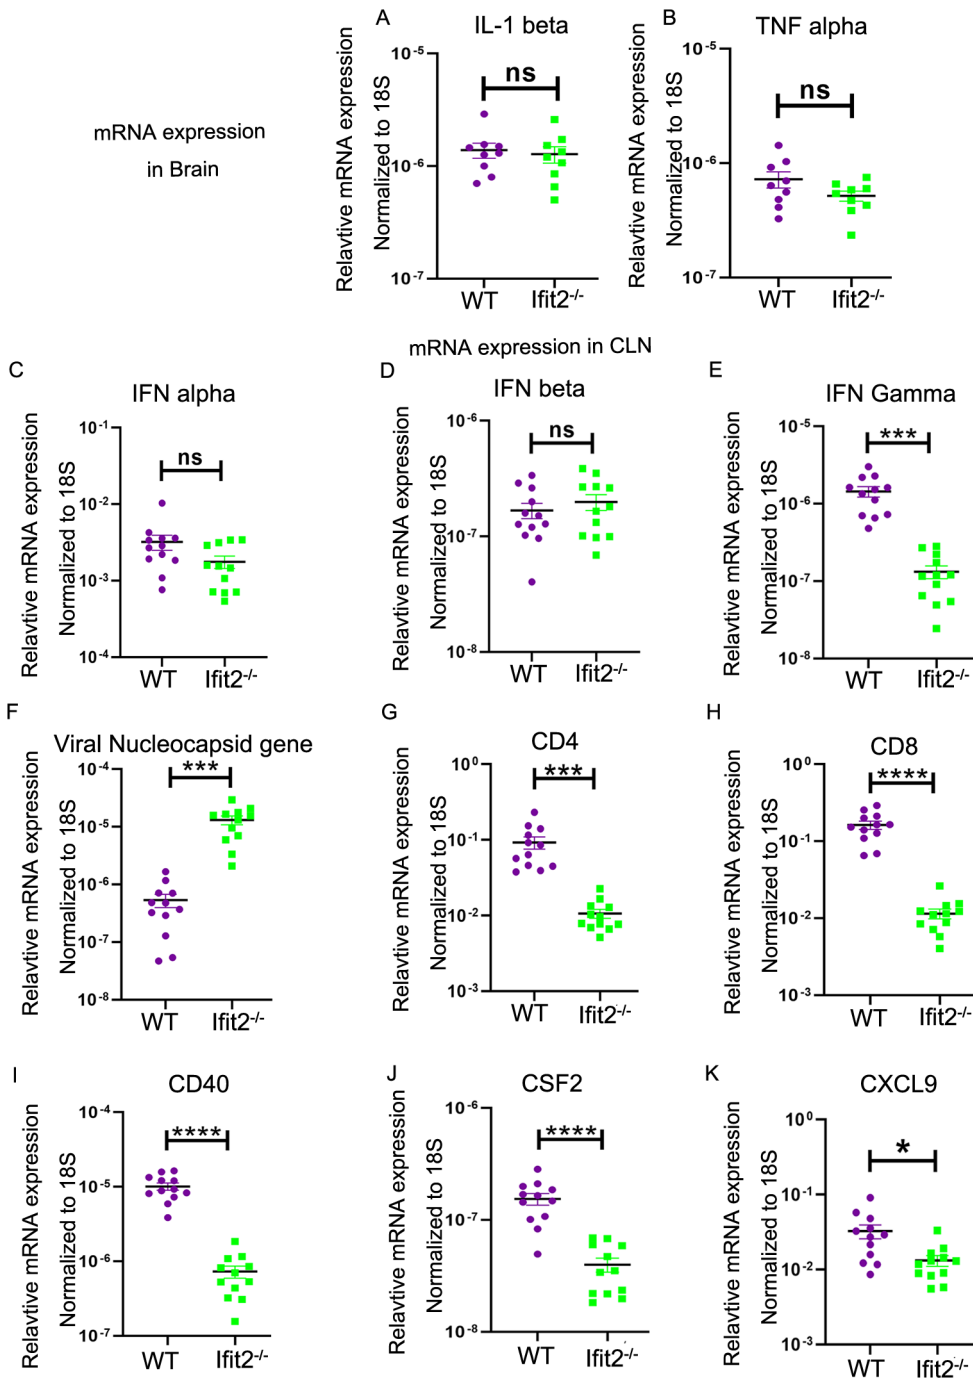 mRNA expression
in Brain
A
IL-1 beta
Relavtive mRNA expression
Normalized to 18S
10-5
10-6
10-7
ns
WT
Ifit2-/-
B
TNF alpha
Relavtive mRNA expression
Normalized to 18S
10-5
10-6
10-7
ns
WT
Ifit2-/-
mRNA expression in CLN
C
IFN alpha
Relavtive mRNA expression
Normalized to 18S
10-1
10-2
10-3
10-4
ns
WT
Ifit2-/-
D
IFN beta
Relavtive mRNA expression
Normalized to 18S
10-6
10-7
10-8
ns
WT
Ifit2-/-
E
IFN Gamma
Relavtive mRNA expression
Normalized to 18S
10-5
10-6
10-7
10-8
***
WT
Ifit2-/-
F
Viral Nucleocapsid gene
Relavtive mRNA expression
Normalized to 18S
10-4
10-5
10-6
10-7
10-8
***
WT
Ifit2-/-
G
CD4
Relavtive mRNA expression
Normalized to 18S
100
10-1
10-2
10-3
***
WT
Ifit2-/-
H
CD8
Relavtive mRNA expression
Normalized to 18S
100
10-1
10-2
10-3
****
WT
Ifit2-/-
I
CD40
Relavtive mRNA expression
Normalized to 18S
10-4
10-5
10-6
10-7
****
WT
Ifit2-/-
J
CSF2
Relavtive mRNA expression
Normalized to 18S
10-6
10-7
10-8
****
WT
Ifit2-/-
K
CXCL9
Relavtive mRNA expression
Normalized to 18S
100
10-1
10-2
10-3
*
WT
Ifit2-/-